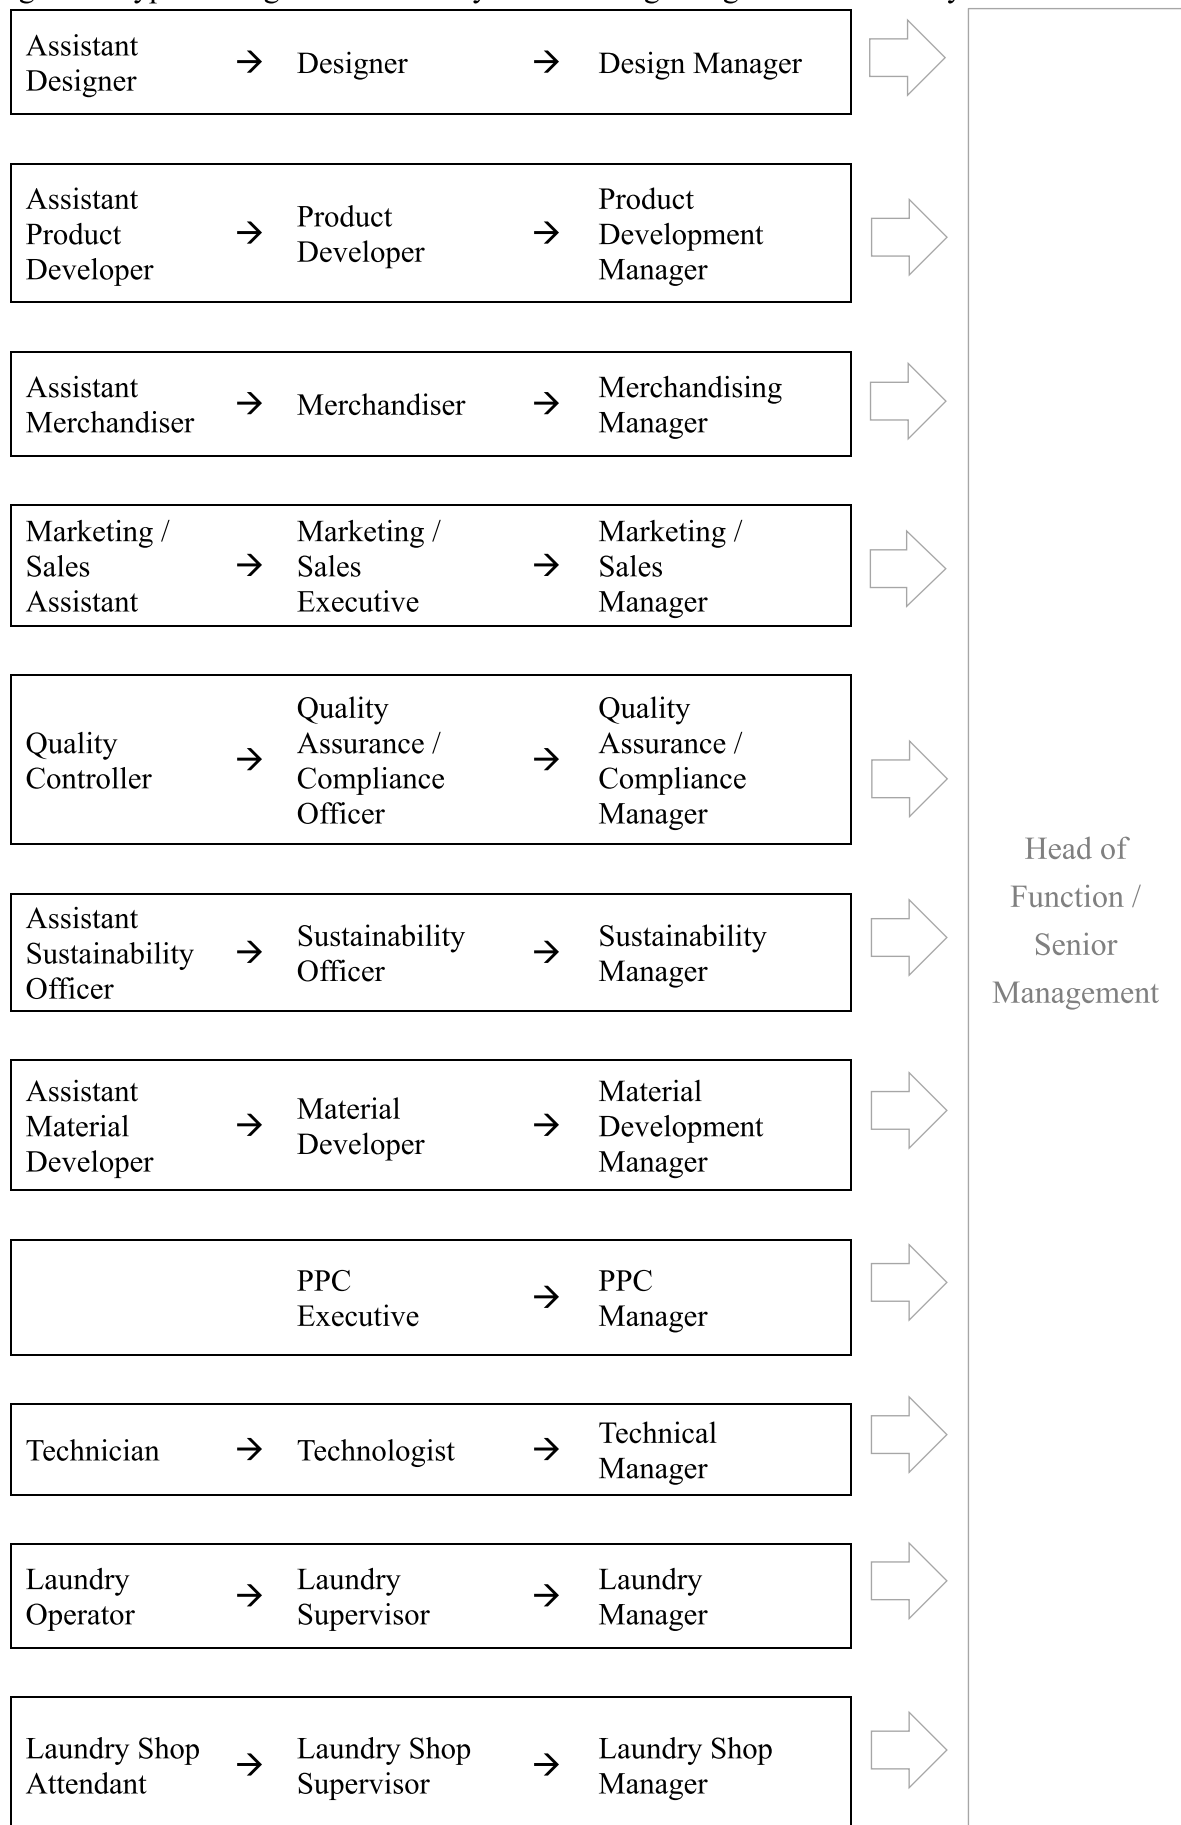 Assistant
Designer
→
Designer
→
Design Manager
Assistant
Product
Developer
→
Product
Developer
→
Product
Development
Manager
Assistant
Merchandiser
→
Merchandiser
→
Merchandising
Manager
Marketing /
Sales
Assistant
→
Marketing /
Sales
Executive
→
Marketing /
Sales
Manager
Quality
Controller
→
Quality
Assurance /
Compliance
Officer
→
Quality
Assurance /
Compliance
Manager
Assistant
Sustainability
Officer
→
Sustainability
Officer
→
Sustainability
Manager
Assistant
Material
Developer
→
Material
Developer
→
Material
Development
Manager
PPC
Executive
→
PPC
Manager
Technician
→
Technologist
→
Technical
Manager
Laundry
Operator
→
Laundry
Supervisor
→
Laundry
Manager
Laundry Shop
Attendant
→
Laundry Shop
Supervisor
→
Laundry Shop
Manager
Head of
Function /
Senior
Management